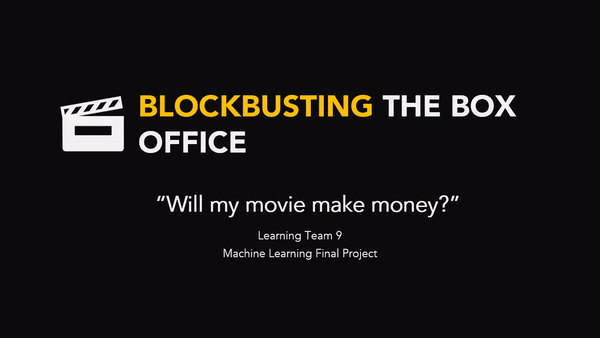 BLOCKBUSTING THE BOX
OFFICE
“Will my movie make money?”
Learning Team 9
Machine Learning Final Project